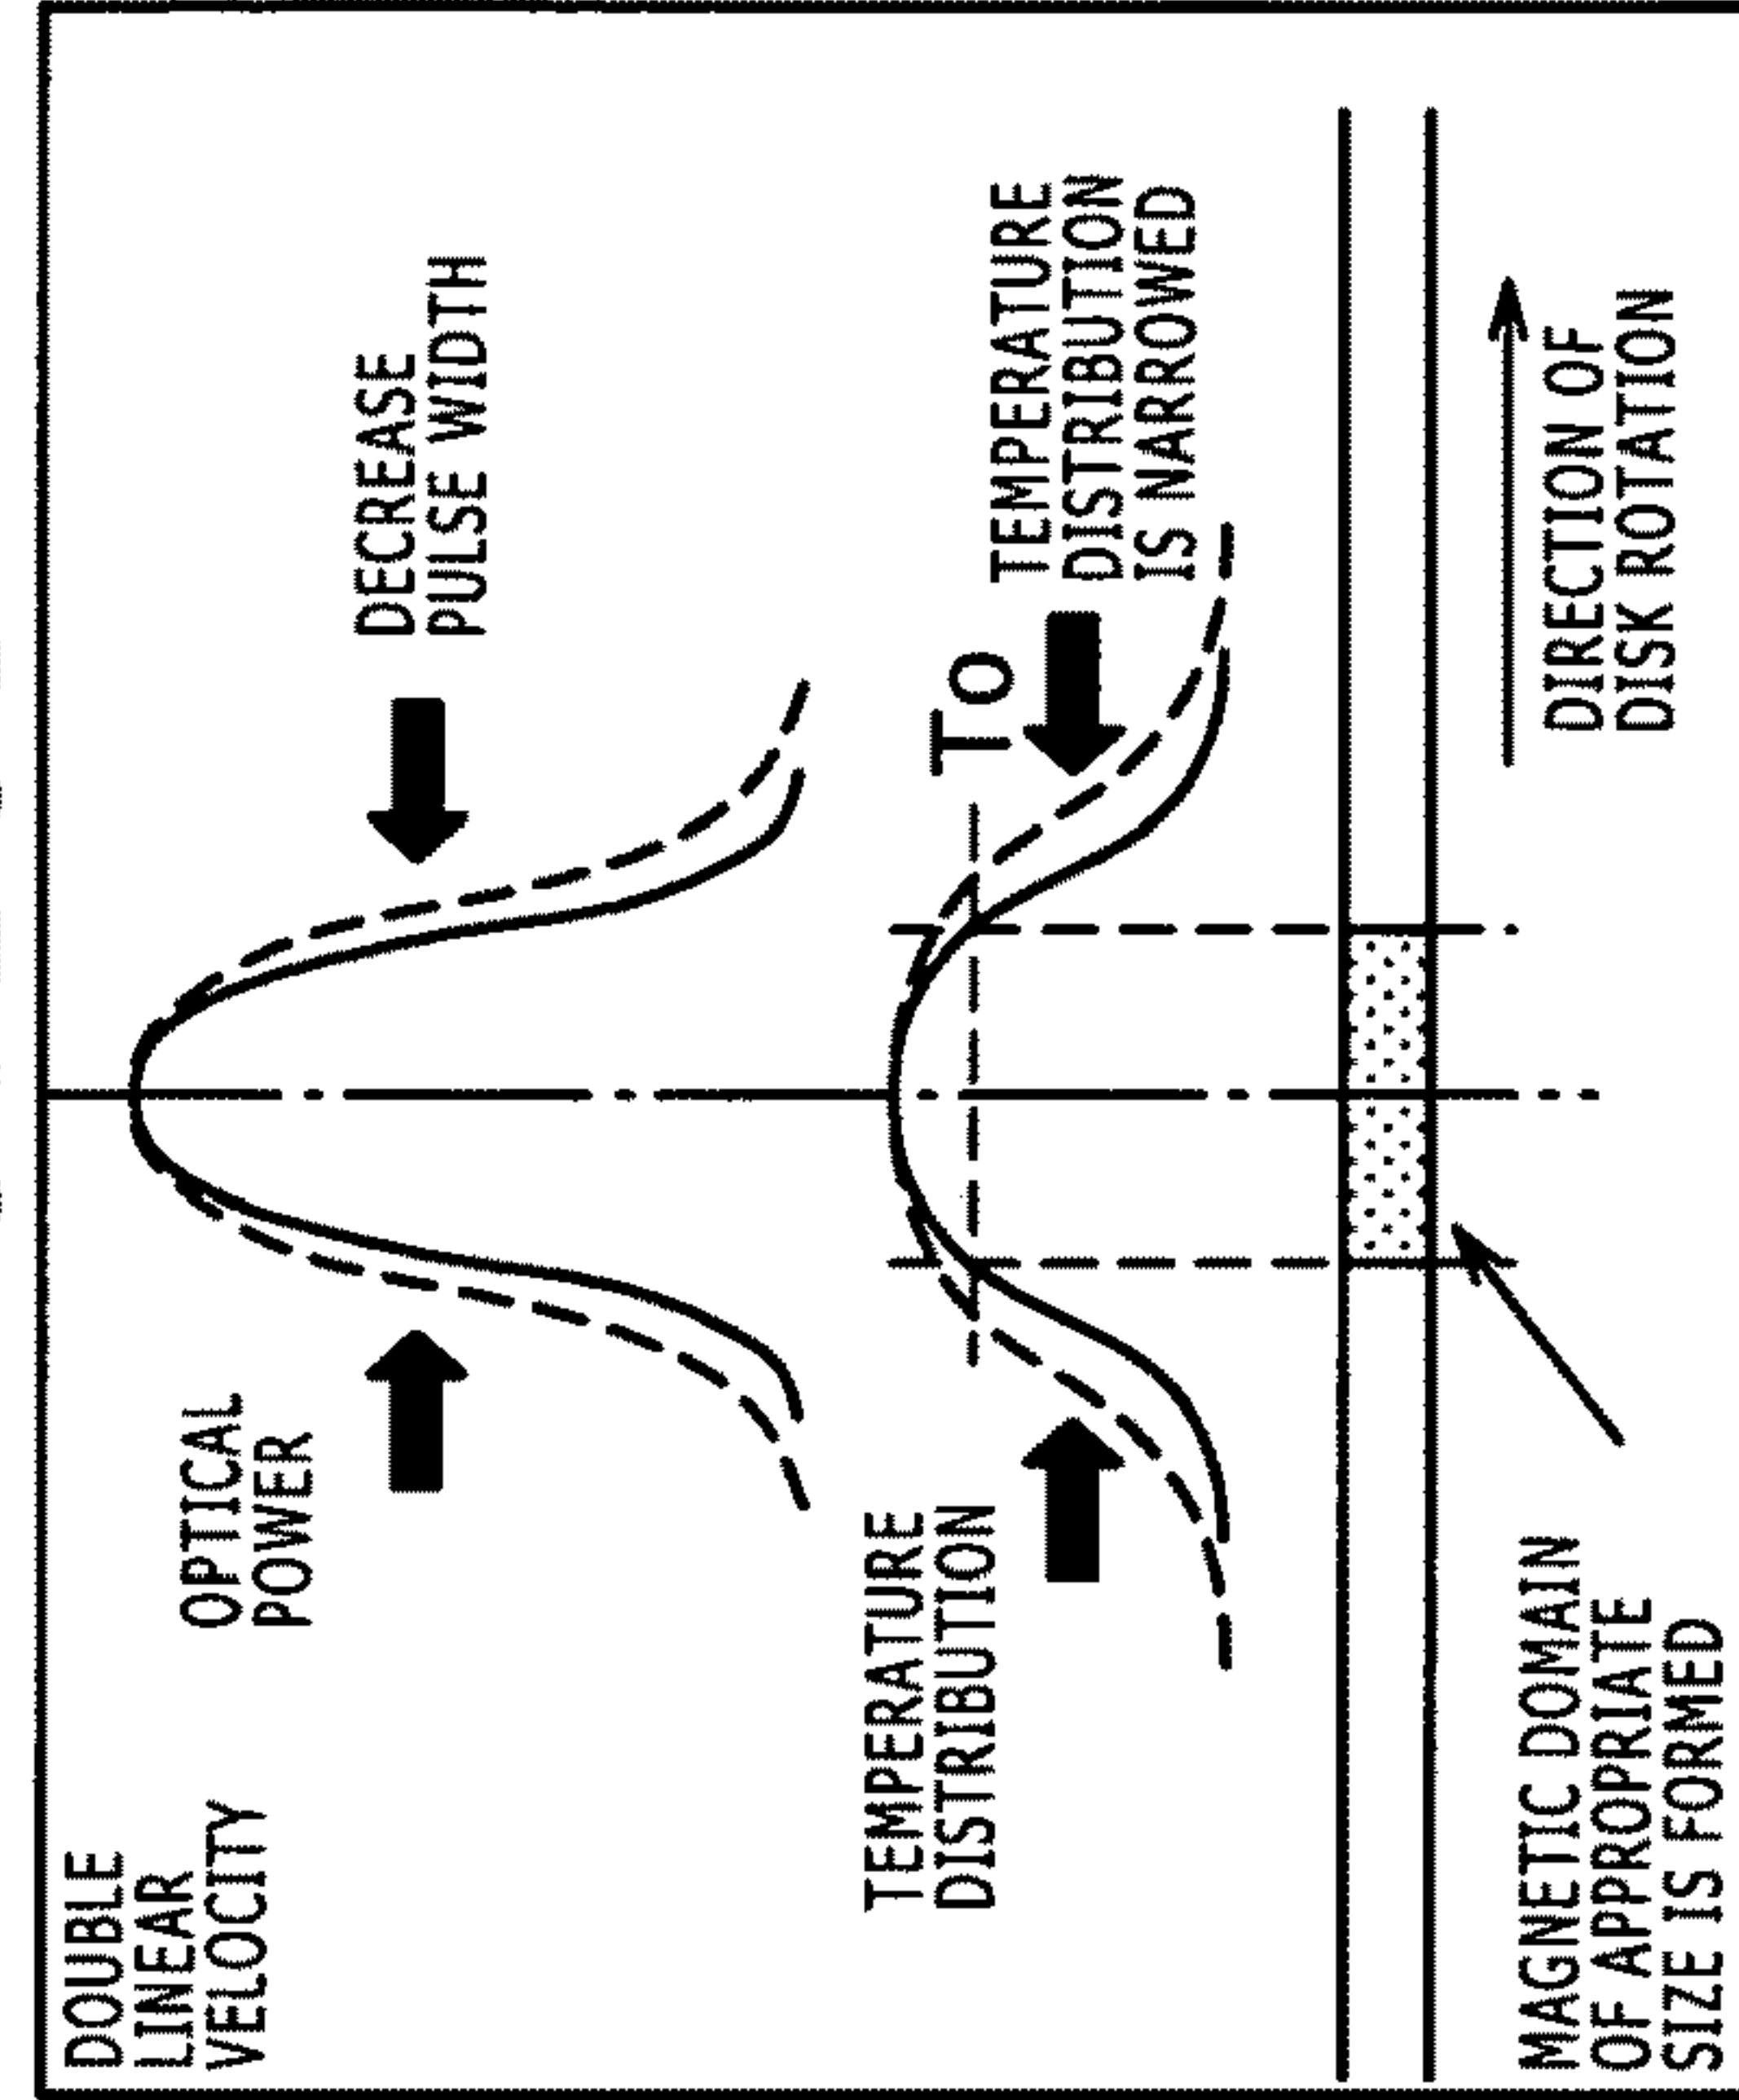 DOUBLE
LINEAR
VELOCITY
OPTICAL
POWER
DECREASE
PULSE WIDTH
TEMPERATURE
DISTRIBUTION
TO
TEMPERATURE
DISTRIBUTION
IS NARROWED
MAGNETIC DOMAIN
OF APPROPRIATE
SIZE IS FORMED
DIRECTION OF
DISK ROTATION